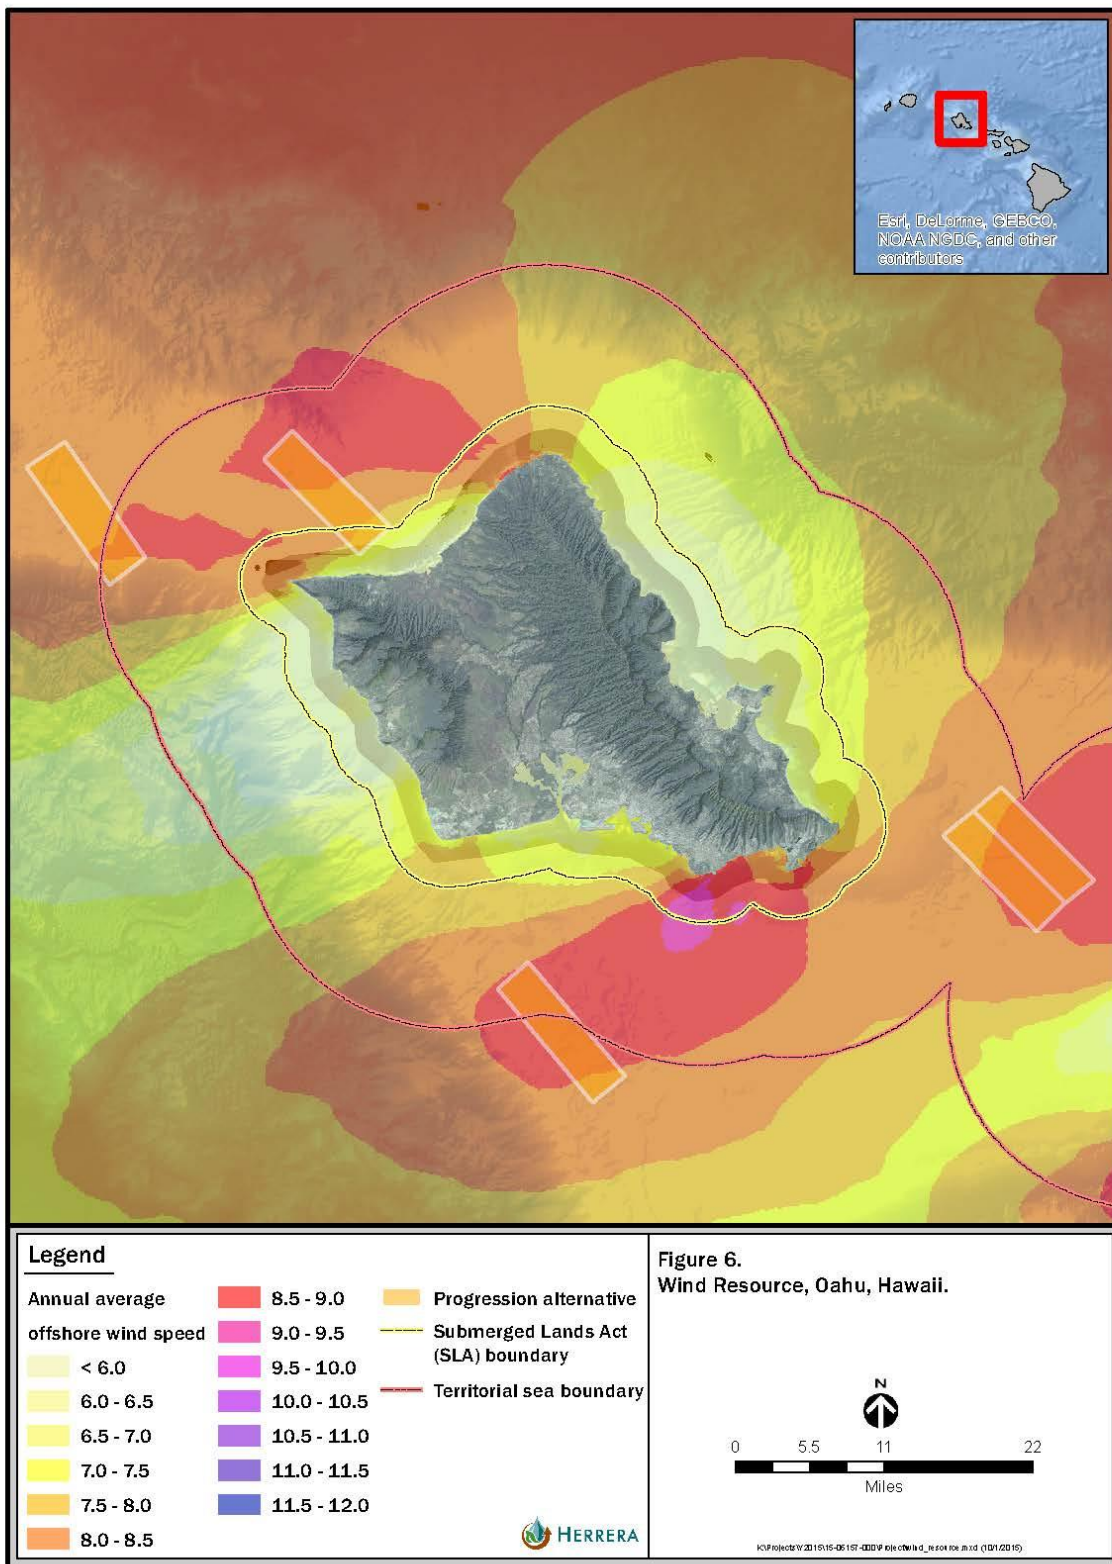 Esri, DeLorme, GEBCO,
NOAA NGDC, and other
contributors
Legend
Annual average
offshore wind speed
< 6.0
6.0 - 6.5
6.5 - 7.0
7.0 - 7.5
7.5 - 8.0
8.0 - 8.5
8.5 - 9.0
9.0 - 9.5
9.5 - 10.0
10.0 - 10.5
10.5 - 11.0
11.0 - 11.5
11.5 - 12.0
Progression alternative
Submerged Lands Act
(SLA) boundary
Territorial sea boundary
HERRERA
Figure 6.
Wind Resource, Oahu, Hawaii.
N
0 5.5 11 22
Miles
(10/1/2015)